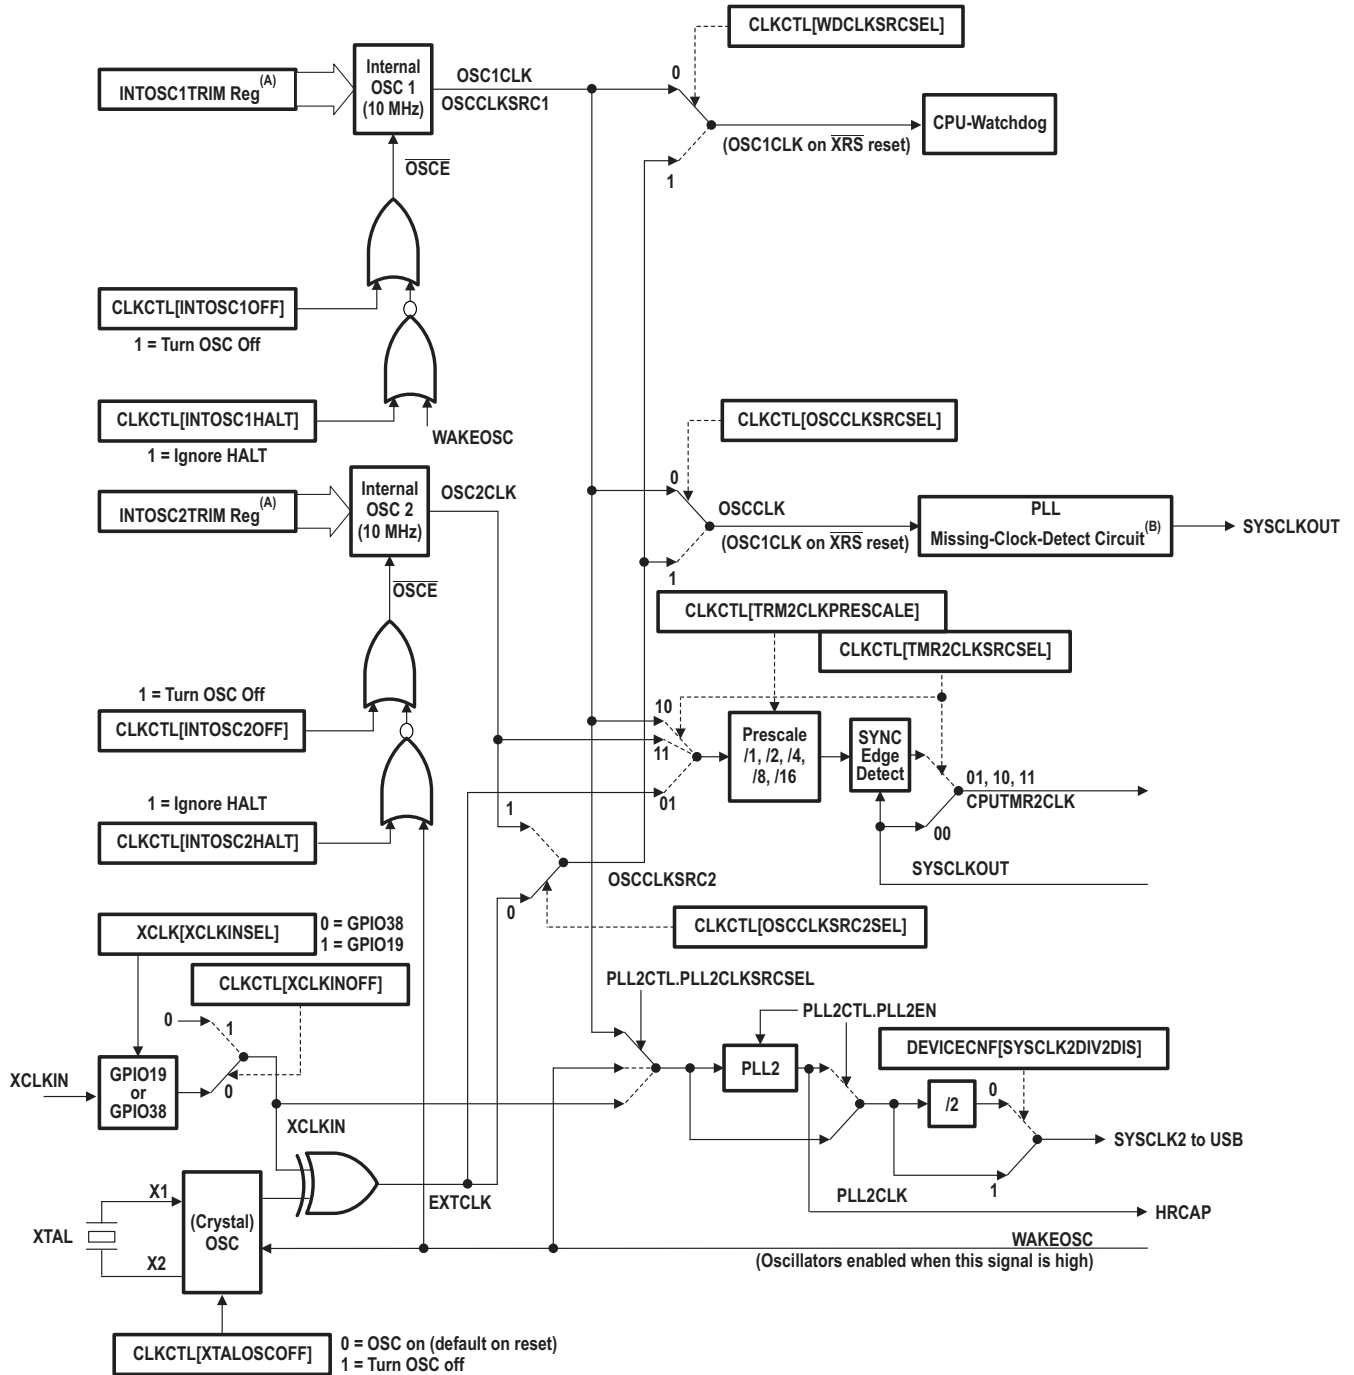 CLKCTL[WDCLKSRCSEL]
INTOSC1TRIM Reg(A)
Internal
OSC 1
(10 MHz)
OSC1CLK
OSCCLKSRC1
0
CPU-Watchdog
(OSC1CLK on XRS reset)
1
OSCE
CLKCTL[INTOSC1OFF]
1 = Turn OSC Off
CLKCTL[INTOSC1HALT]
1 = Ignore HALT
WAKEOSC
CLKCTL[OSCCLKSRCSEL]
INTOSC2TRIM Reg(A)
Internal
OSC 2
(10 MHz)
OSC2CLK
0
OSCCLK
(OSC1CLK on XRS reset)
1
PLL
Missing-Clock-Detect Circuit(B)
SYSCLKOUT
OSCE
CLKCTL[TRM2CLKPRESCALE]
CLKCTL[TMR2CLKSRCSEL]
1 = Turn OSC Off
CLKCTL[INTOSC2OFF]
10
11
01
Prescale
/1, /2, /4,
/8, /16
SYNC
Edge
Detect
01, 10, 11
CPUTMR2CLK
00
SYSCLKOUT
1 = Ignore HALT
CLKCTL[INTOSC2HALT]
1
OSCCLKSRC2
0
CLKCTL[OSCCLKSRC2SEL]
XCLK[XCLKINSEL]
0 = GPIO38
1 = GPIO19
CLKCTL[XCLKINOFF]
0
1
XCLKIN
GPIO19
or
GPIO38
0
XCLKIN
PLL2CTL.PLL2CLKSRCSEL
PLL2CTL.PLL2EN
DEVICECNF[SYSCLK2DIV2DIS]
PLL2
/2
0
SYSCLK2 to USB
1
PLL2CLK
HRCAP
EXTCLK
XTAL
X1
X2
(Crystal)
OSC
WAKEOSC
(Oscillators enabled when this signal is high)
CLKCTL[XTALOSCOFF]
0 = OSC on (default on reset)
1 = Turn OSC off